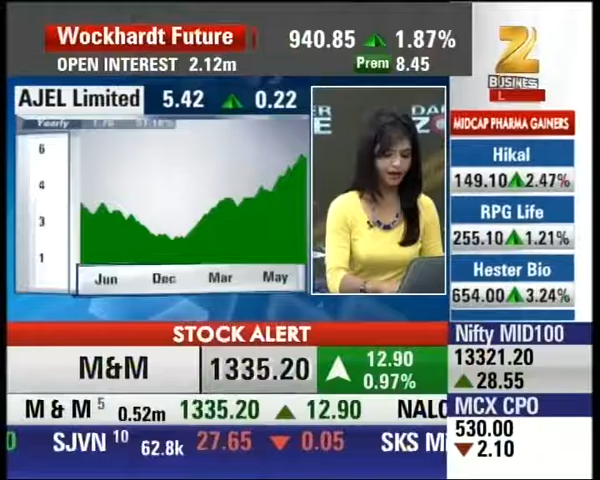 Wockhardt Future
940.85 1.87%
OPEN INTEREST 2.12m
Prem 8.45
Z
BUSINESS
L
AJEL Limited 5.42 0.22
Yearly
6
4
3
1
Jun Dec Mar May
MIDCAP PHARMA GAINERS
Hikal
149.10 2.47%
RPG Life
255.10 1.21%
Hester Bio
654.00 3.24%
STOCK ALERT
M&M 1335.20 12.90
0.97%
Nifty MID100
13321.20
28.55
MCX CPO
530.00
2.10
M & M 5 0.52m 1335.20 12.90 NALC
0 SJVN 10 62.8k 27.65 0.05 SKS M